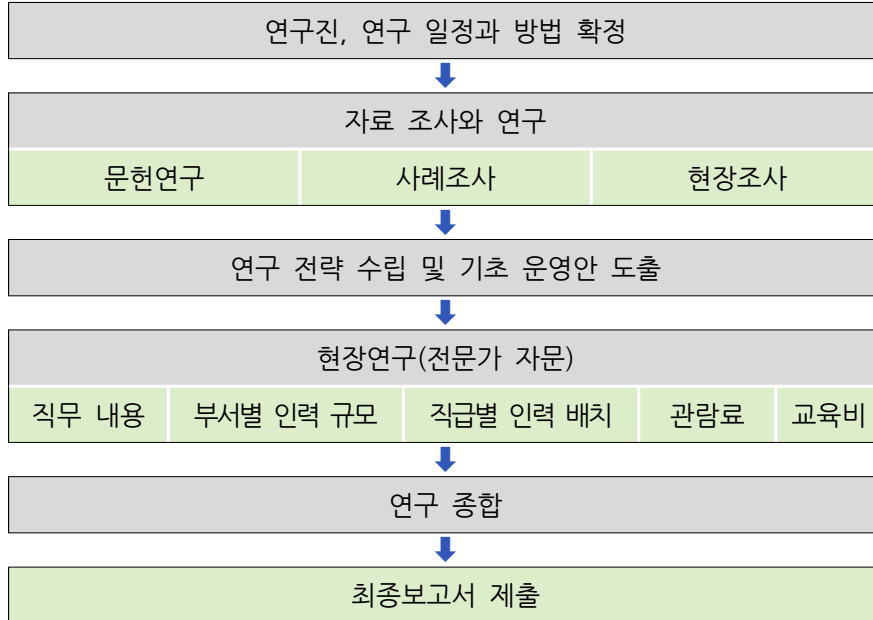 연구진, 연구 일정과 방법 확정
자료 조사와 연구
문헌연구 사례조사 현장조사
연구 전략 수립 및 기초 운영안 도출
현장연구(전문가 자문)
직무 내용 부서별 인력 규모 직급별 인력 배치 관람료 교육비
연구 종합
최종보고서 제출